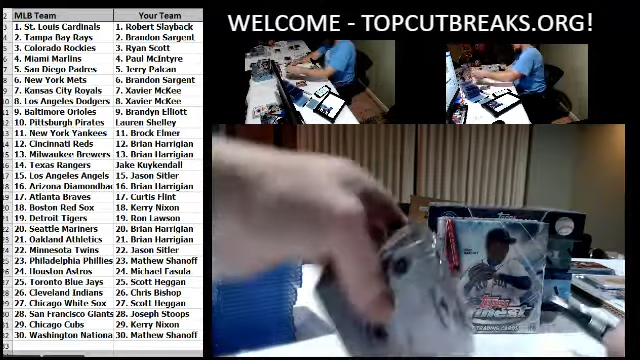 WELCOME - TOPCUTBREAKS.ORG!
MLB Team Your Team
1. St. Louis Cardinals 1. Robert Slayback
2. Tampa Bay Rays 2. Brandon Sargent
3. Colorado Rockies 3. Ryan Scott
4. Miami Marlins 4. Paul McIntyre
5. San Diego Padres 5. Terry Palcan
6. New York Mets 6. Brandon Sargent
7. Kansas City Royals 7. Xavier McKee
8. Los Angeles Dodgers 8. Xavier McKee
9. Baltimore Orioles 9. Brandyn Elliott
10. Pittsburgh Pirates Lauren Shelley
11. New York Yankees 11. Brock Elmer
12. Cincinnati Reds 12. Brian Harrigian
13. Milwaukee Brewers 13. Brian Harrigian
14. Texas Rangers Jake Kuykendall
15. Los Angeles Angels 15. Jason Sitler
16. Arizona Diamondbac 16. Brian Harrigian
17. Atlanta Braves 17. Curtis Flint
18. Boston Red Sox 18. Kerry Nixon
19. Detroit Tigers 19. Ron Lawson
20. Seattle Mariners 20. Brian Harrigian
21. Oakland Athletics 21. Brian Harrigian
22. Minnesota Twins 22. Jason Sitler
23. Philadelphia Phillies 23. Mathew Shanoff
24. Houston Astros 24. Michael Fasula
25. Toronto Blue Jays 25. Scott Heggan
26. Cleveland Indians 26. Chris Bishop
27. Chicago White Sox 27. Scott Heggan
28. San Francisco Giants 28. Joseph Stoops
29. Chicago Cubs 29. Kerry Nixon
30. Washington Nationa 30. Mathew Shanoff
Topps
finest
TRADING CARDS